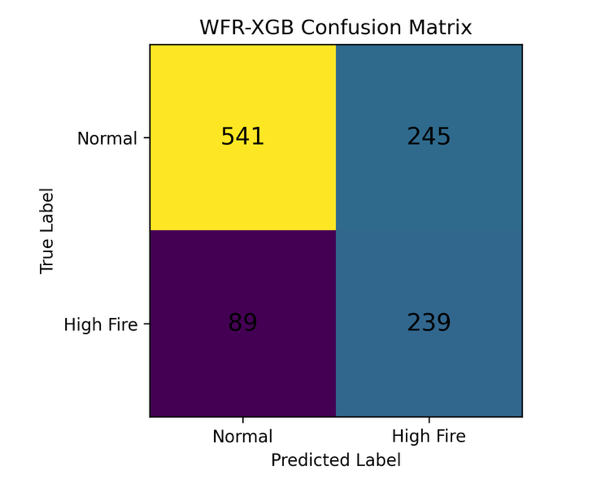 WFR-XGB Confusion Matrix
True Label
Normal
541
245
High Fire
89
239
Normal
High Fire
Predicted Label